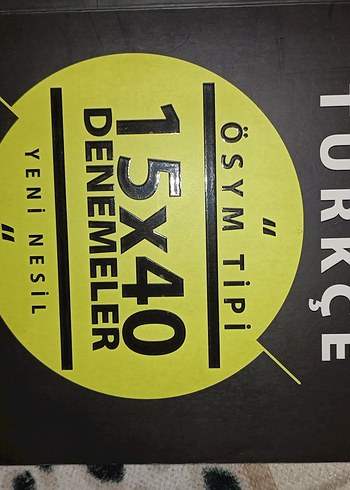 TÜRKÇE
"
ÖSYM TİPİ
15x40
DENEMELER
YENİ NESİL
"